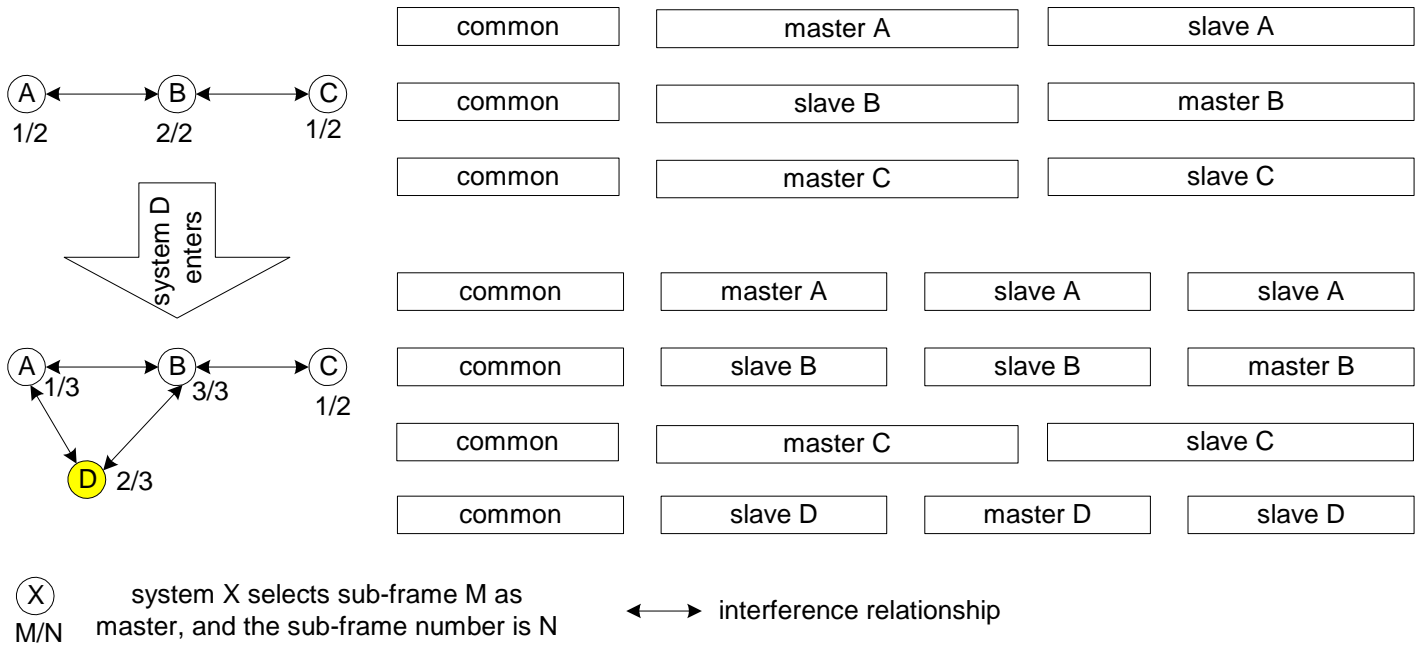 common master A slave A
A B C
common slave B master B
1/2 2/2 1/2
common master C slave C
system D
enters
common master A slave A slave A
A B C
common slave B slave B master B
1/3 3/3 1/2
common master C slave C
D 2/3
common slave D master D slave D
X system X selects sub-frame M as
interference relationship
M/N master, and the sub-frame number is N